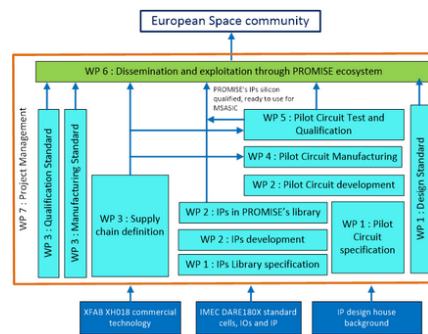 European Space community
WP 6 : Dissemination and exploitation through PROMISE ecosystem
PROMISE's IPs silicon
qualified, ready to use for
MSASIC
WP 7 : Project Management
WP 3 : Qualification Standard
WP 3 : Manufacturing Standard
WP 5 : Pilot Circuit Test and
Qualification
WP 4 : Pilot Circuit Manufacturing
WP 2 : Pilot Circuit development
WP 3 : Supply
chain definition
WP 2 : IPs in PROMISE's library
WP 2 : IPs development
WP 1 : IPs Library specification
WP 1 : Pilot
Circuit
specification
WP 1 : Design Standard
XFAB XH018 commercial
technology
IMEC DARE180X standard
cells, IOs and IP
IP design house
background